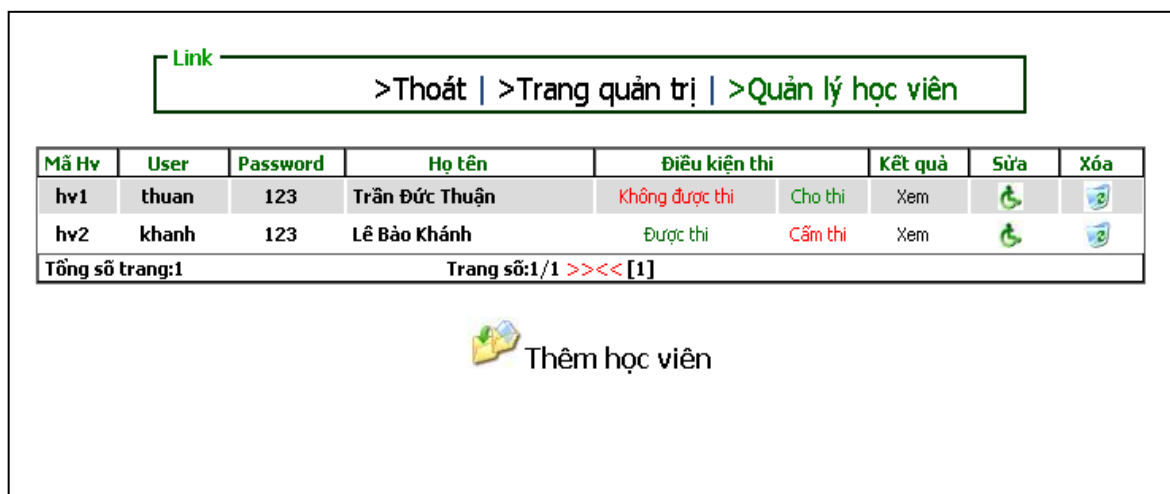 Link
>Thoát | >Trang quản trị | >Quản lý học viên
Mã Hv User Password Họ tên Điều kiện thi Kết quả Sửa Xóa
hv1 thuan 123 Trần Đức Thuận Không được thi Cho thi Xem
hv2 khanh 123 Lê Bảo Khánh Được thi Cấm thi Xem
Tổng số trang:1 Trang số:1/1 >><< [1]
Thêm học viên